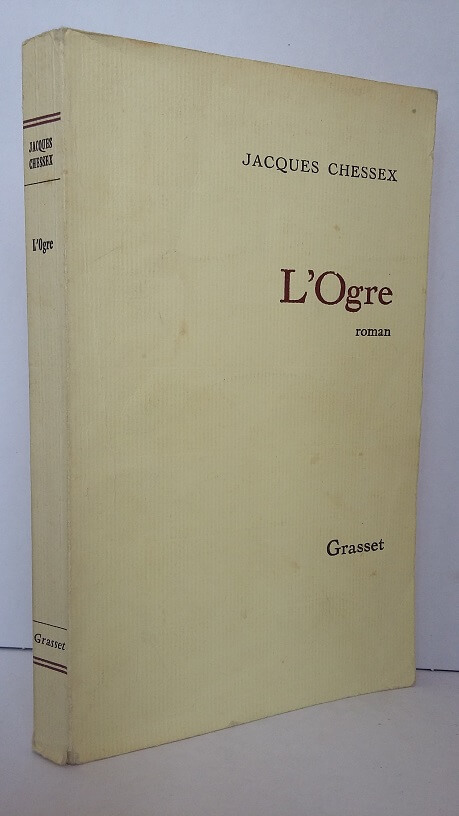 JACQUES
CHESSEX
L'Ogre
Grasset
JACQUES CHESSEX
L'Ogre
roman
Grasset